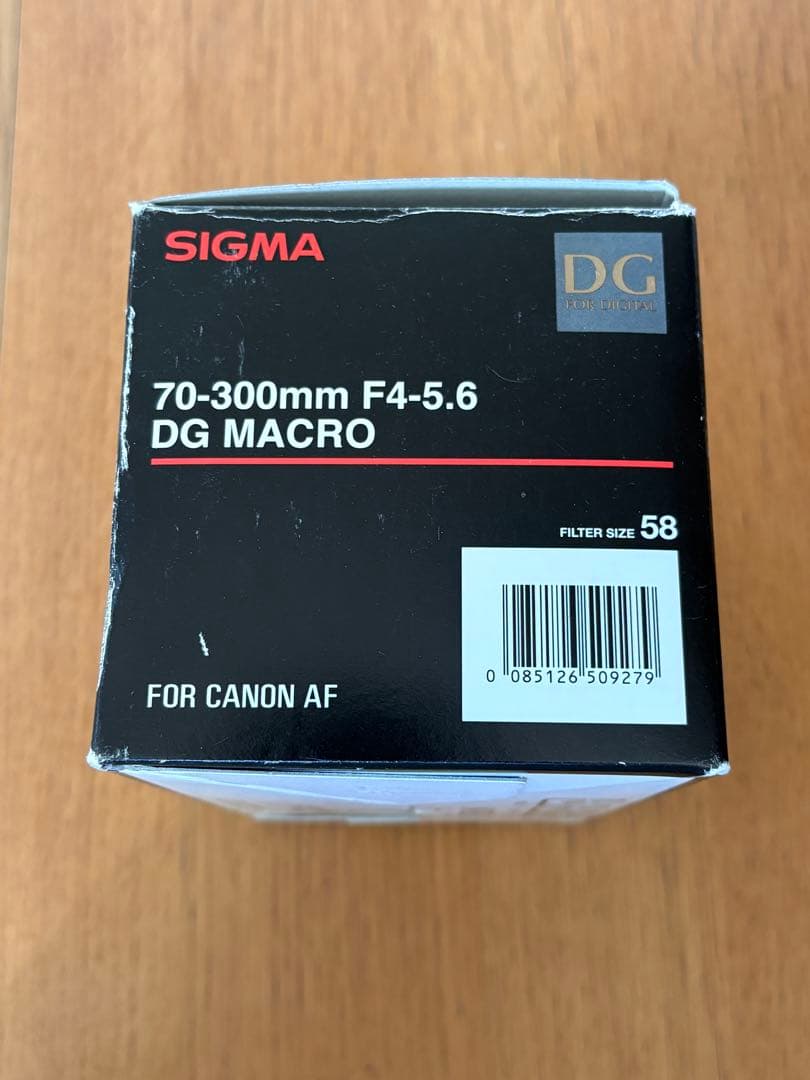 SIGMA
DG
FOR DIGITAL
70-300mm F4-5.6
DG MACRO
FILTER SIZE 58
0 085126 509279
FOR CANON AF